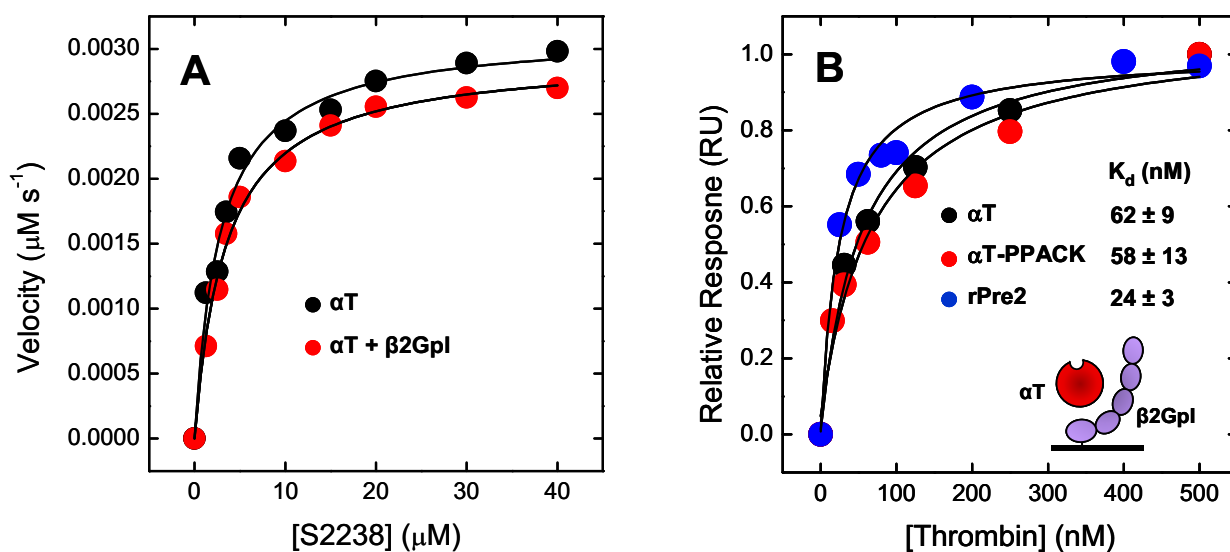 A
Velocity (μM s⁻¹)
0.0030
0.0025
0.0020
0.0015
0.0010
0.0005
0.0000
αT
αT + β2GpI
0 10 20 30 40
[S2238] (μM)
B
Relative Resposne (RU)
1.0
0.8
0.6
0.4
0.2
0.0
K_d (nM)
αT 62 ± 9
αT-PPACK 58 ± 13
rPre2 24 ± 3
αT
β2GpI
0 100 200 300 400 500
[Thrombin] (nM)